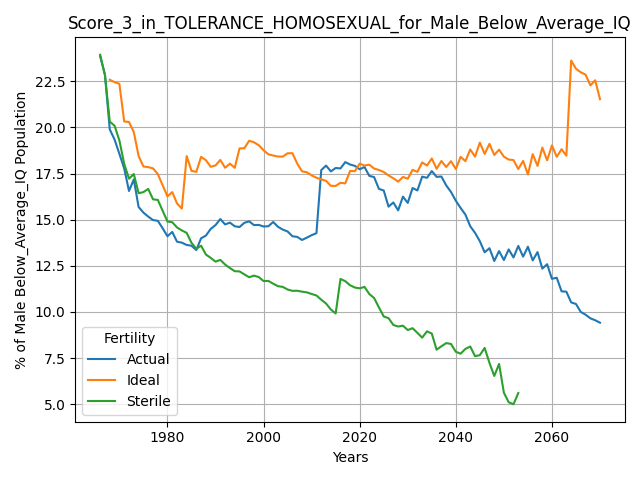 Score_3_in_TOLERANCE_HOMOSEXUAL_for_Male_Below_Average_IQ
% of Male Below_Average_IQ Population
22.5
20.0
17.5
15.0
12.5
10.0
7.5
5.0
Fertility
Actual
Ideal
Sterile
1980
2000
2020
2040
2060
Years